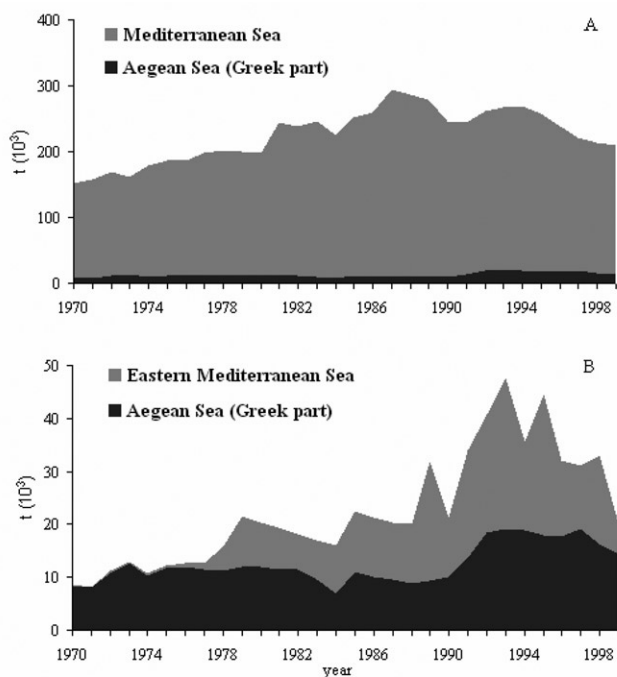 A
Mediterranean Sea
Aegean Sea (Greek part)
t (10³)
400
300
200
100
0
1970 1974 1978 1982 1986 1990 1994 1998
B
Eastern Mediterranean Sea
Aegean Sea (Greek part)
t (10³)
50
40
30
20
10
0
1970 1974 1978 1982 1986 1990 1994 1998
year